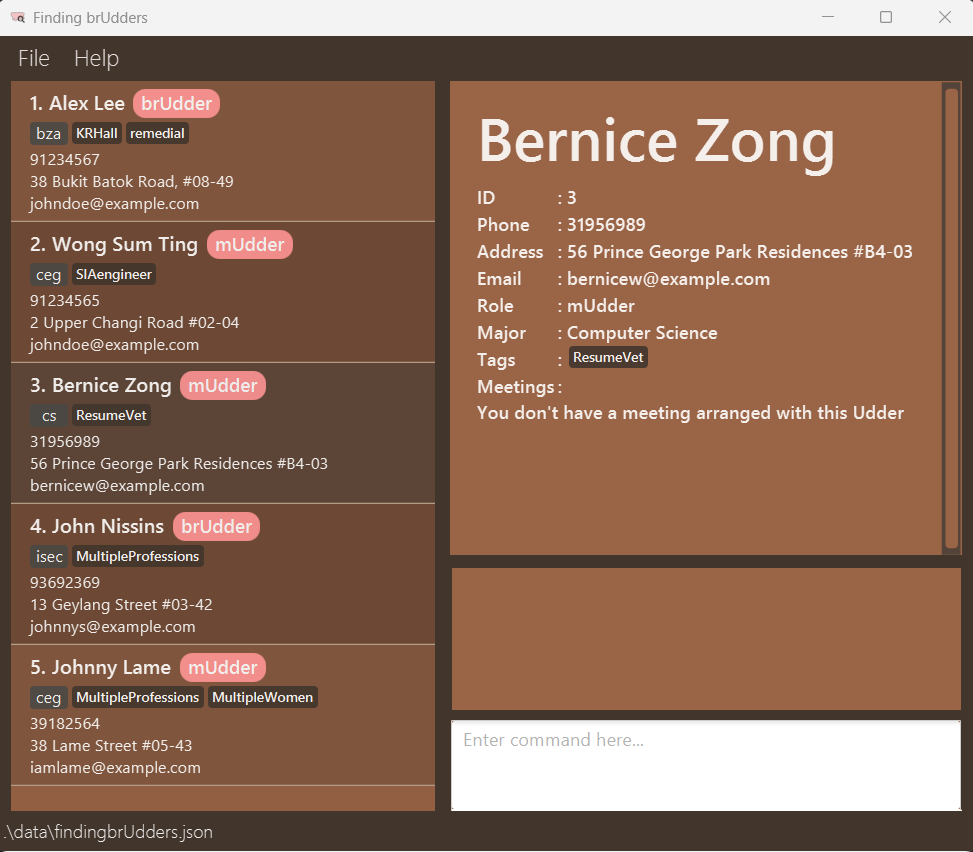 Finding brUdders
File Help
1. Alex Lee brUdder
bza KRHall remedial
91234567
38 Bukit Batok Road, #08-49
johndoe@example.com
2. Wong Sum Ting mUdder
ceg SIAengineer
91234565
2 Upper Changi Road #02-04
johndoe@example.com
3. Bernice Zong mUdder
cs ResumeVet
31956989
56 Prince George Park Residences #B4-03
bernicew@example.com
4. John Nissins brUdder
isec MultipleProfessions
93692369
13 Geylang Street #03-42
johnnys@example.com
5. Johnny Lame mUdder
ceg MultipleProfessions MultipleWomen
39182564
38 Lame Street #05-43
iamlame@example.com
Bernice Zong
ID : 3
Phone : 31956989
Address : 56 Prince George Park Residences #B4-03
Email : bernicew@example.com
Role : mUdder
Major : Computer Science
Tags : ResumeVet
Meetings :
You don't have a meeting arranged with this Udder
Enter command here...
.\data\findingbrUdders.json